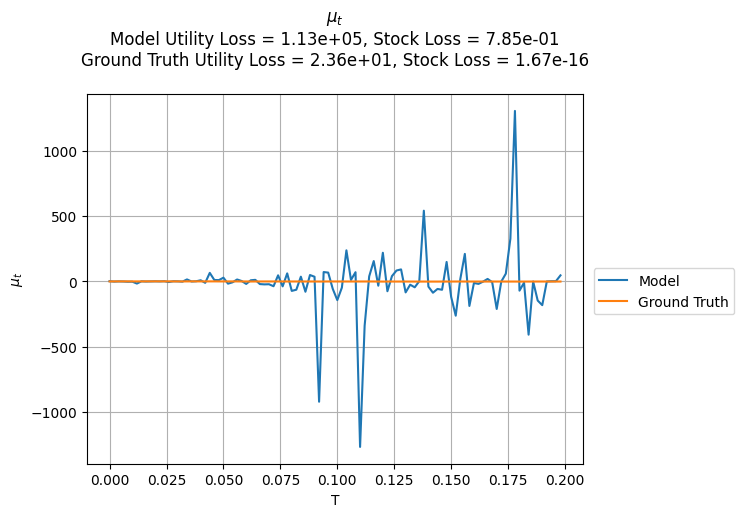 μt
Model Utility Loss = 1.13e+05, Stock Loss = 7.85e-01
Ground Truth Utility Loss = 2.36e+01, Stock Loss = 1.67e-16
1000
500
0
−500
−1000
μt
0.000 0.025 0.050 0.075 0.100 0.125 0.150 0.175 0.200
T
Model
Ground Truth